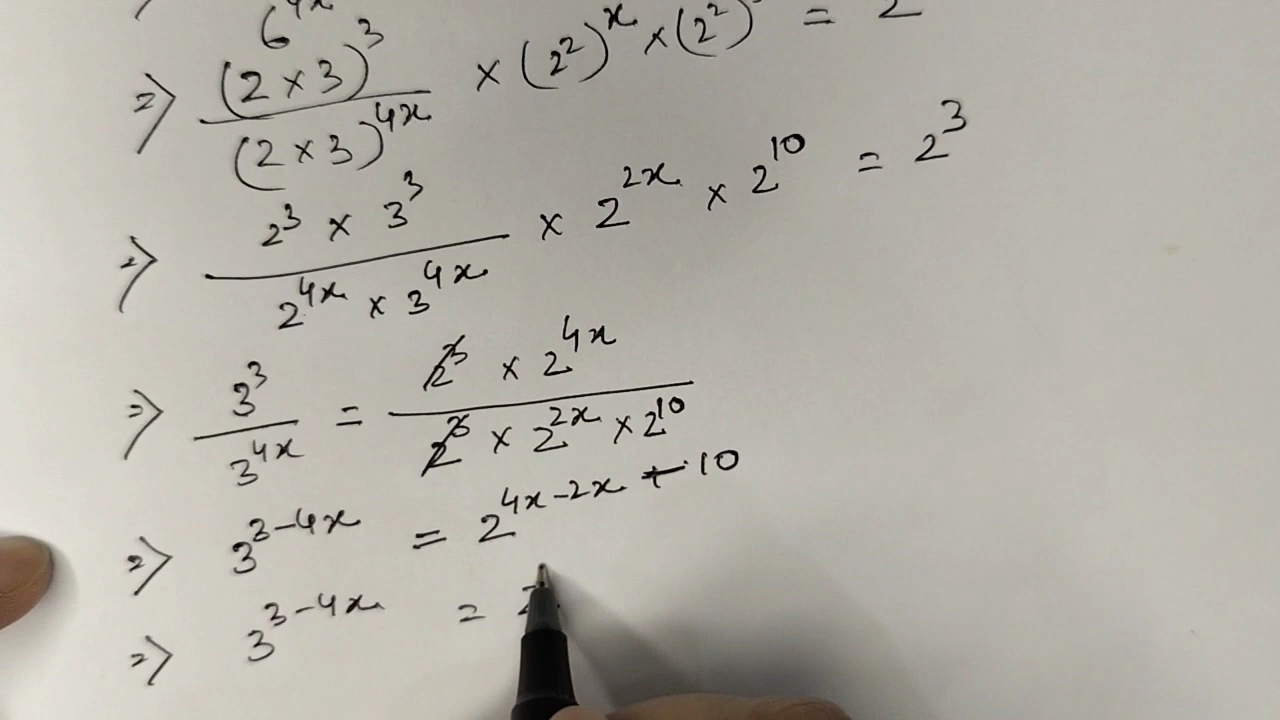 6^4x
⇒ (2 × 3)^3 / (2 × 3)^4x × (2^2)^x × (2^2) = 2
⇒ 2^3 × 3^3 / 2^4x × 3^4x × 2^2x × 2^10 = 2^3
⇒ 3^3 / 3^4x = 2^3 × 2^4x / 2^3 × 2^2x × 2^10
⇒ 3^3-4x = 2^4x-2x-10
⇒ 3^3-4x =